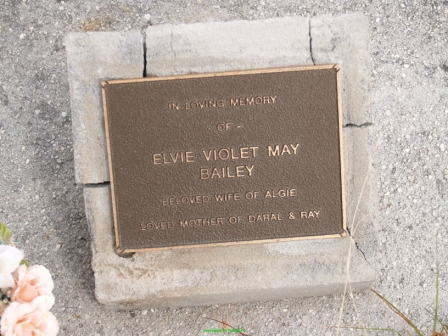 IN LOVING MEMORY
- OF -
ELVIE VIOLET MAY
BAILEY
BELOVED WIFE OF ALGIE
LOVED MOTHER OF DARAL & RAY